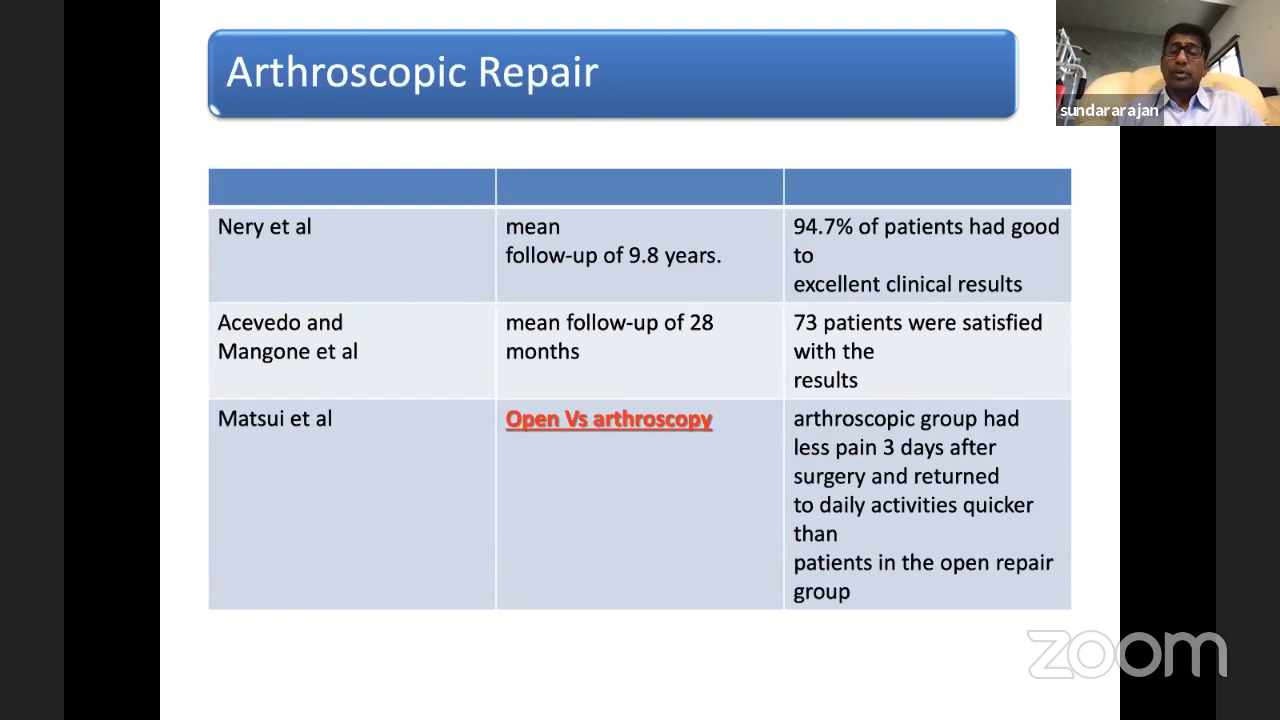 Arthroscopic Repair
sundararajan
Nery et al
mean
follow-up of 9.8 years.
94.7% of patients had good
to
excellent clinical results
Acevedo and
Mangone et al
mean follow-up of 28
months
73 patients were satisfied
with the
results
Matsui et al
Open Vs arthroscopy
arthroscopic group had
less pain 3 days after
surgery and returned
to daily activities quicker
than
patients in the open repair
group
zoom